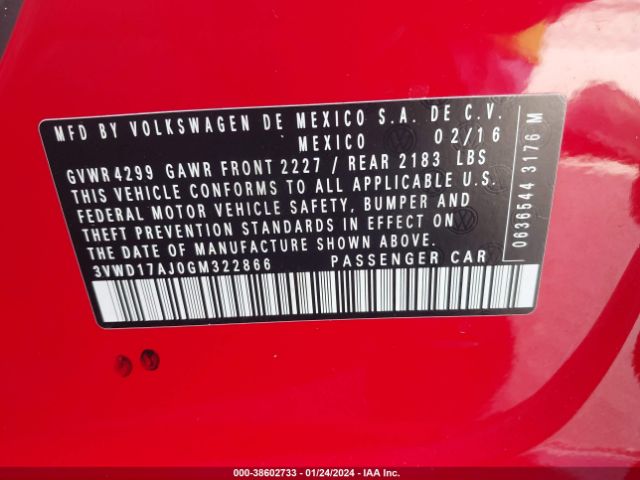 MFD BY VOLKSWAGEN DE MEXICO S.A. DE C.V.
MEXICO 02/16
GVWR 4299 GAWR FRONT 2227 / REAR 2183 LBS
THIS VEHICLE CONFORMS TO ALL APPLICABLE U.S.
FEDERAL MOTOR VEHICLE SAFETY, BUMPER AND
THEFT PREVENTION STANDARDS IN EFFECT ON
THE DATE OF MANUFACTURE SHOWN ABOVE.
3VWD17AJ0GM322866 PASSENGER CAR
0636544 3176 M
000-38602733 - 01/24/2024 - IAA Inc.